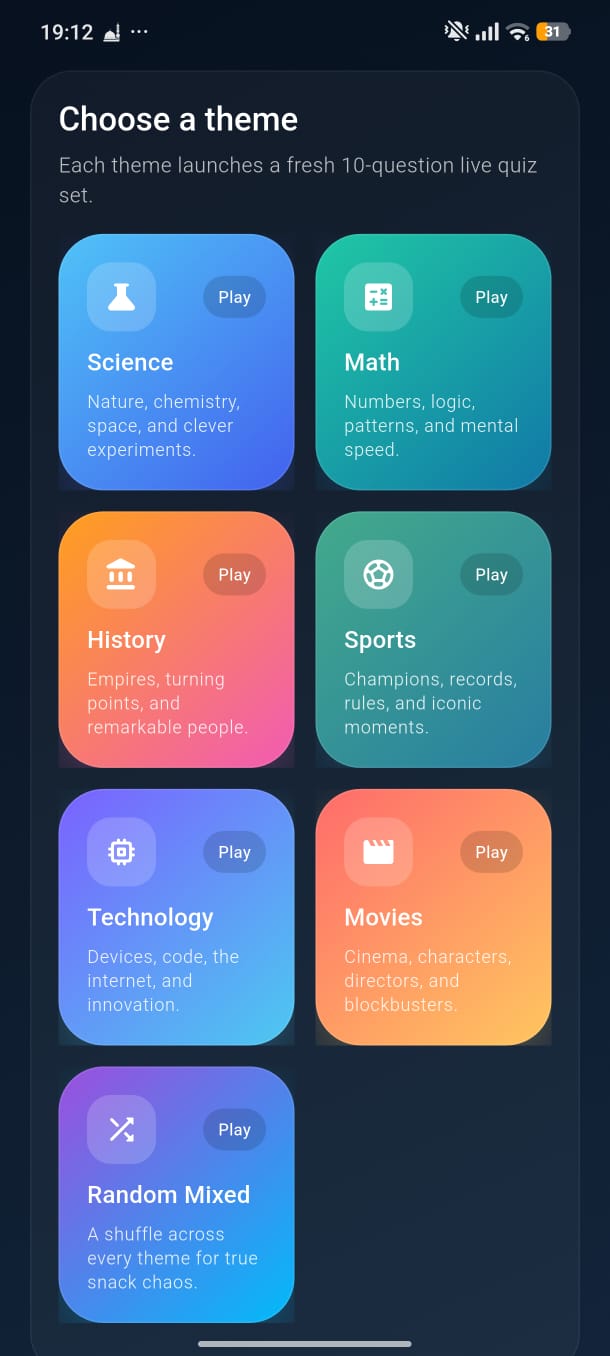 19:12
31
Choose a theme
Each theme launches a fresh 10-question live quiz
set.
Play
Science
Nature, chemistry,
space, and clever
experiments.
Play
Math
Numbers, logic,
patterns, and mental
speed.
Play
History
Empires, turning
points, and
remarkable people.
Play
Sports
Champions, records,
rules, and iconic
moments.
Play
Technology
Devices, code, the
internet, and
innovation.
Play
Movies
Cinema, characters,
directors, and
blockbusters.
Play
Random Mixed
A shuffle across
every theme for true
snack chaos.